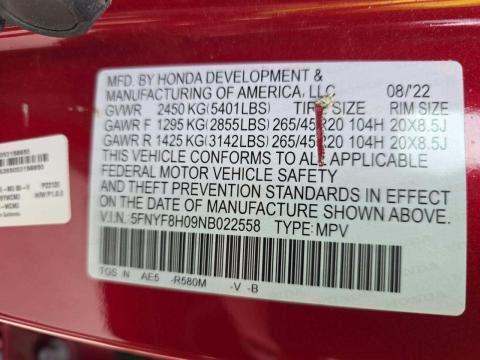 MFD. BY HONDA DEVELOPMENT &
MANUFACTURING OF AMERICA, LLC 08/'22
GVWR 2450 KG(5401LBS) TIRE SIZE RIM SIZE
GAWR F 1295 KG(2855LBS) 265/45R20 104H 20X8.5J
GAWR R 1425 KG(3142LBS) 265/45R20 104H 20X8.5J
THIS VEHICLE CONFORMS TO ALL APPLICABLE
FEDERAL MOTOR VEHICLE SAFETY
AND THEFT PREVENTION STANDARDS IN EFFECT
ON THE DATE OF MANUFACTURE SHOWN ABOVE.
V.I.N. 5FNYF8H09NB022558 TYPE: MPV
TGS N AE5 -R580M -V -B